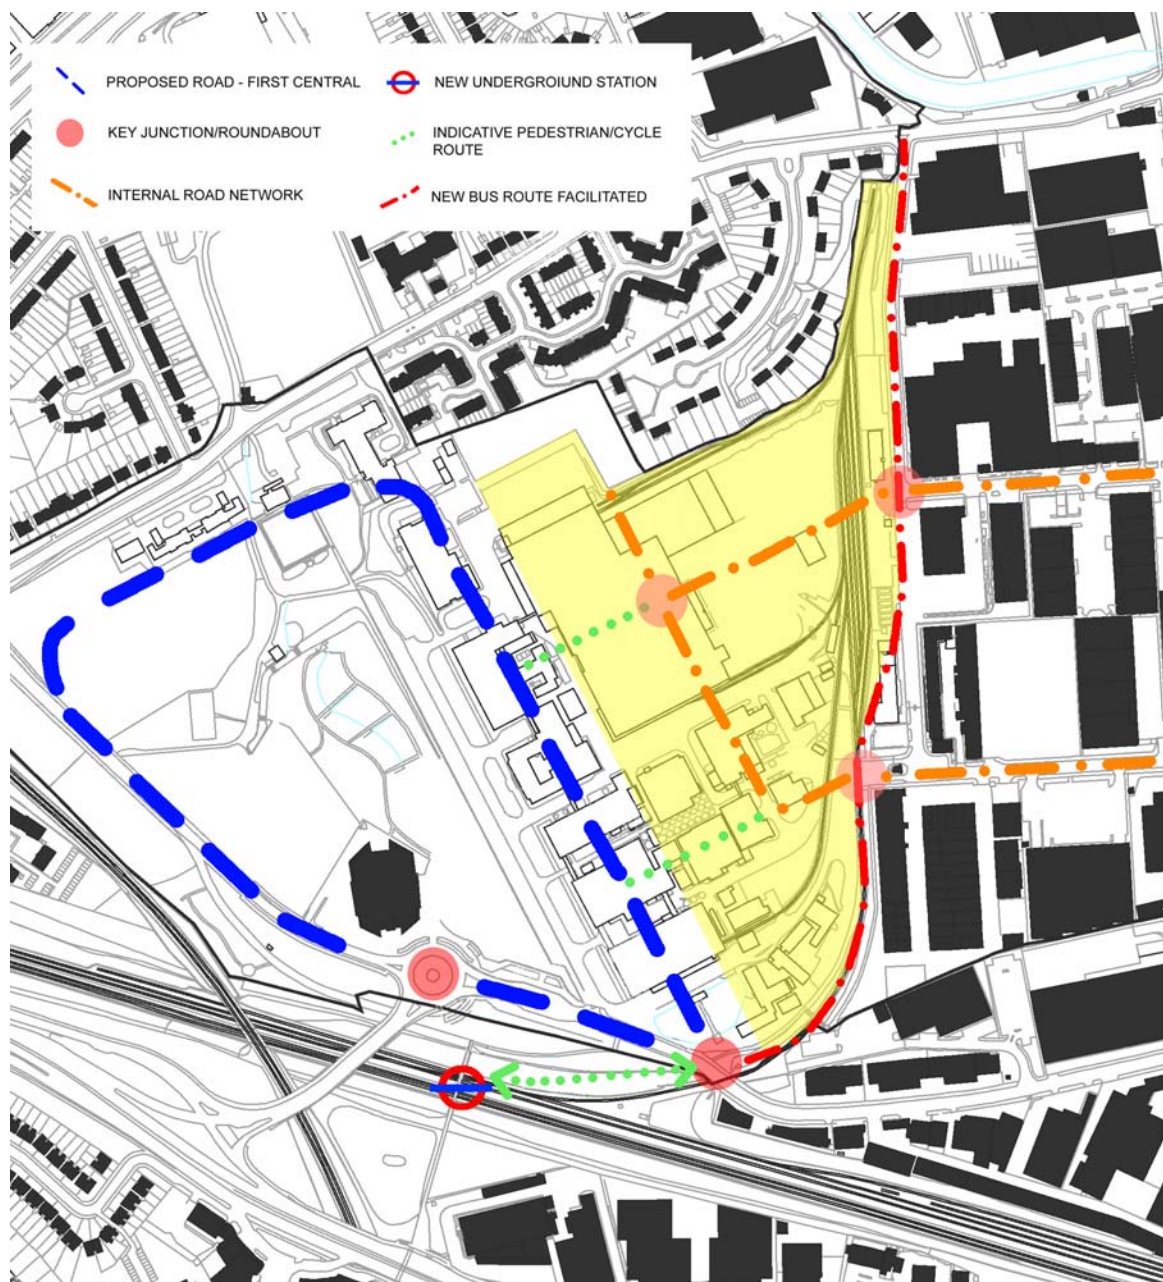 PROPOSED ROAD - FIRST CENTRAL
NEW UNDERGROIUND STATION
KEY JUNCTION/ROUNDABOUT
INDICATIVE PEDESTRIAN/CYCLE
ROUTE
INTERNAL ROAD NETWORK
NEW BUS ROUTE FACILITATED